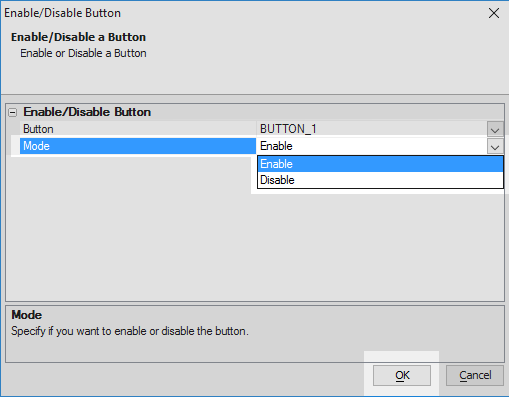 Enable/Disable Button
Enable/Disable a Button
Enable or Disable a Button
Enable/Disable Button
Button BUTTON_1
Mode Enable
Enable
Disable
Mode
Specify if you want to enable or disable the button.
OK Cancel